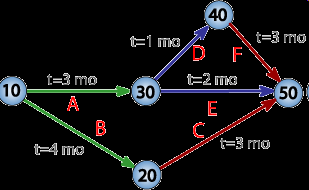 40
t=1 mo
t=3 mo
D
F
t=3 mo
t=2 mo
10
30
50
A
E
B
C
t=4 mo
t=3 mo
20